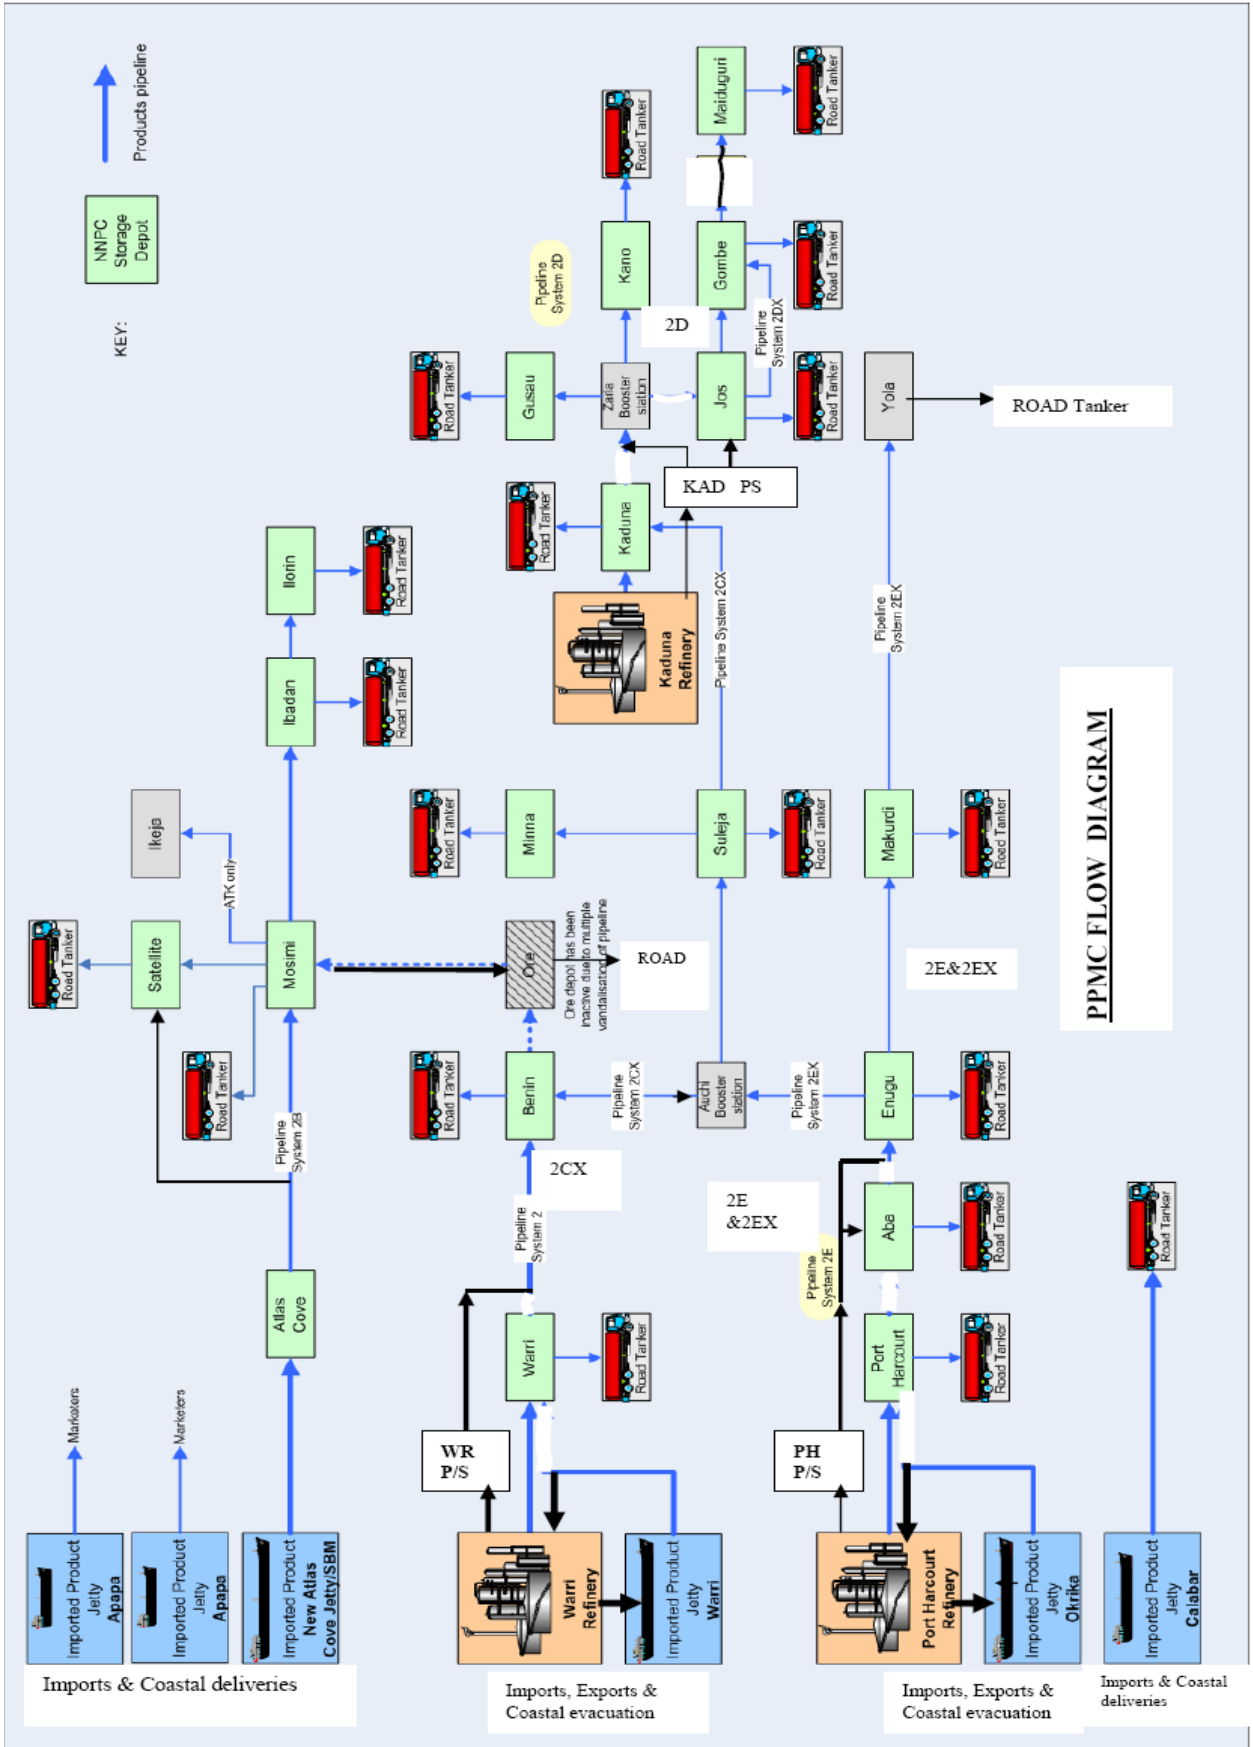 KEY:
NNPC
Storage
Depot
Products pipeline
Imported Product
Jetty
Apapa
Marketers
Imported Product
Jetty
Apapa
Marketers
Imported Product
Jetty
New Atlas
Cove Jetty/SBM
Imports & Coastal deliveries
Atlas
Cove
Pipeline
System 2B
Road Tanker
Satellite
Road Tanker
Mosimi
ATK only
Ikeja
Ibadan
Road Tanker
Ilorin
Road Tanker
Warri
Refinery
Imported Product
Jetty
Warri
Imports, Exports &
Coastal evacuation
WR
P/S
Warri
Road Tanker
Pipeline
System 2
2CX
Benin
Road Tanker
Ore
Ore depot has been
inactive due to multiple
vandalisation of pipeline
ROAD
Pipeline
System 2CX
Auchi
Booster
station
Pipeline
System 2EX
Minna
Road Tanker
Suleja
Road Tanker
Pipeline System 2CX
Kaduna
Refinery
Kaduna
Road Tanker
KAD PS
Zaria
Booster
station
Gusau
Road Tanker
Pipeline
System 2D
Kano
Road Tanker
2D
Jos
Road Tanker
Pipeline
System 2DX
Gombe
Road Tanker
Maiduguri
Road Tanker
Port Harcourt
Refinery
Imported Product
Jetty
Okrika
Imports, Exports &
Coastal evacuation
PH
P/S
Port
Harcourt
Road Tanker
Pipeline
System 2E
2E
&2EX
Aba
Road Tanker
Enugu
Road Tanker
2E&2EX
Makurdi
Road Tanker
Pipeline
System 2EX
Yola
ROAD Tanker
Imported Product
Jetty
Calabar
Imports & Coastal
deliveries
Road Tanker
PPMC FLOW DIAGRAM